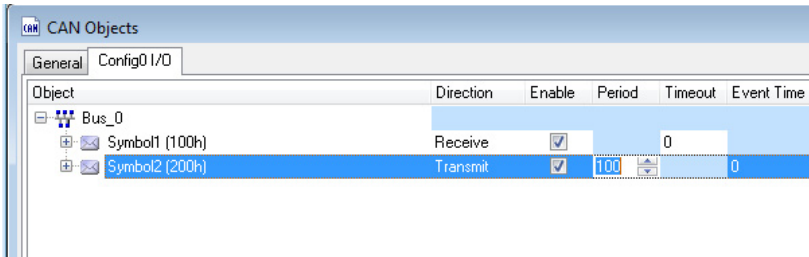 CAN CAN Objects
General Config0 I/O
Object Direction Enable Period Timeout Event Time
Bus_0
Symbol1 (100h) Receive 0
Symbol2 (200h) Transmit 100 0